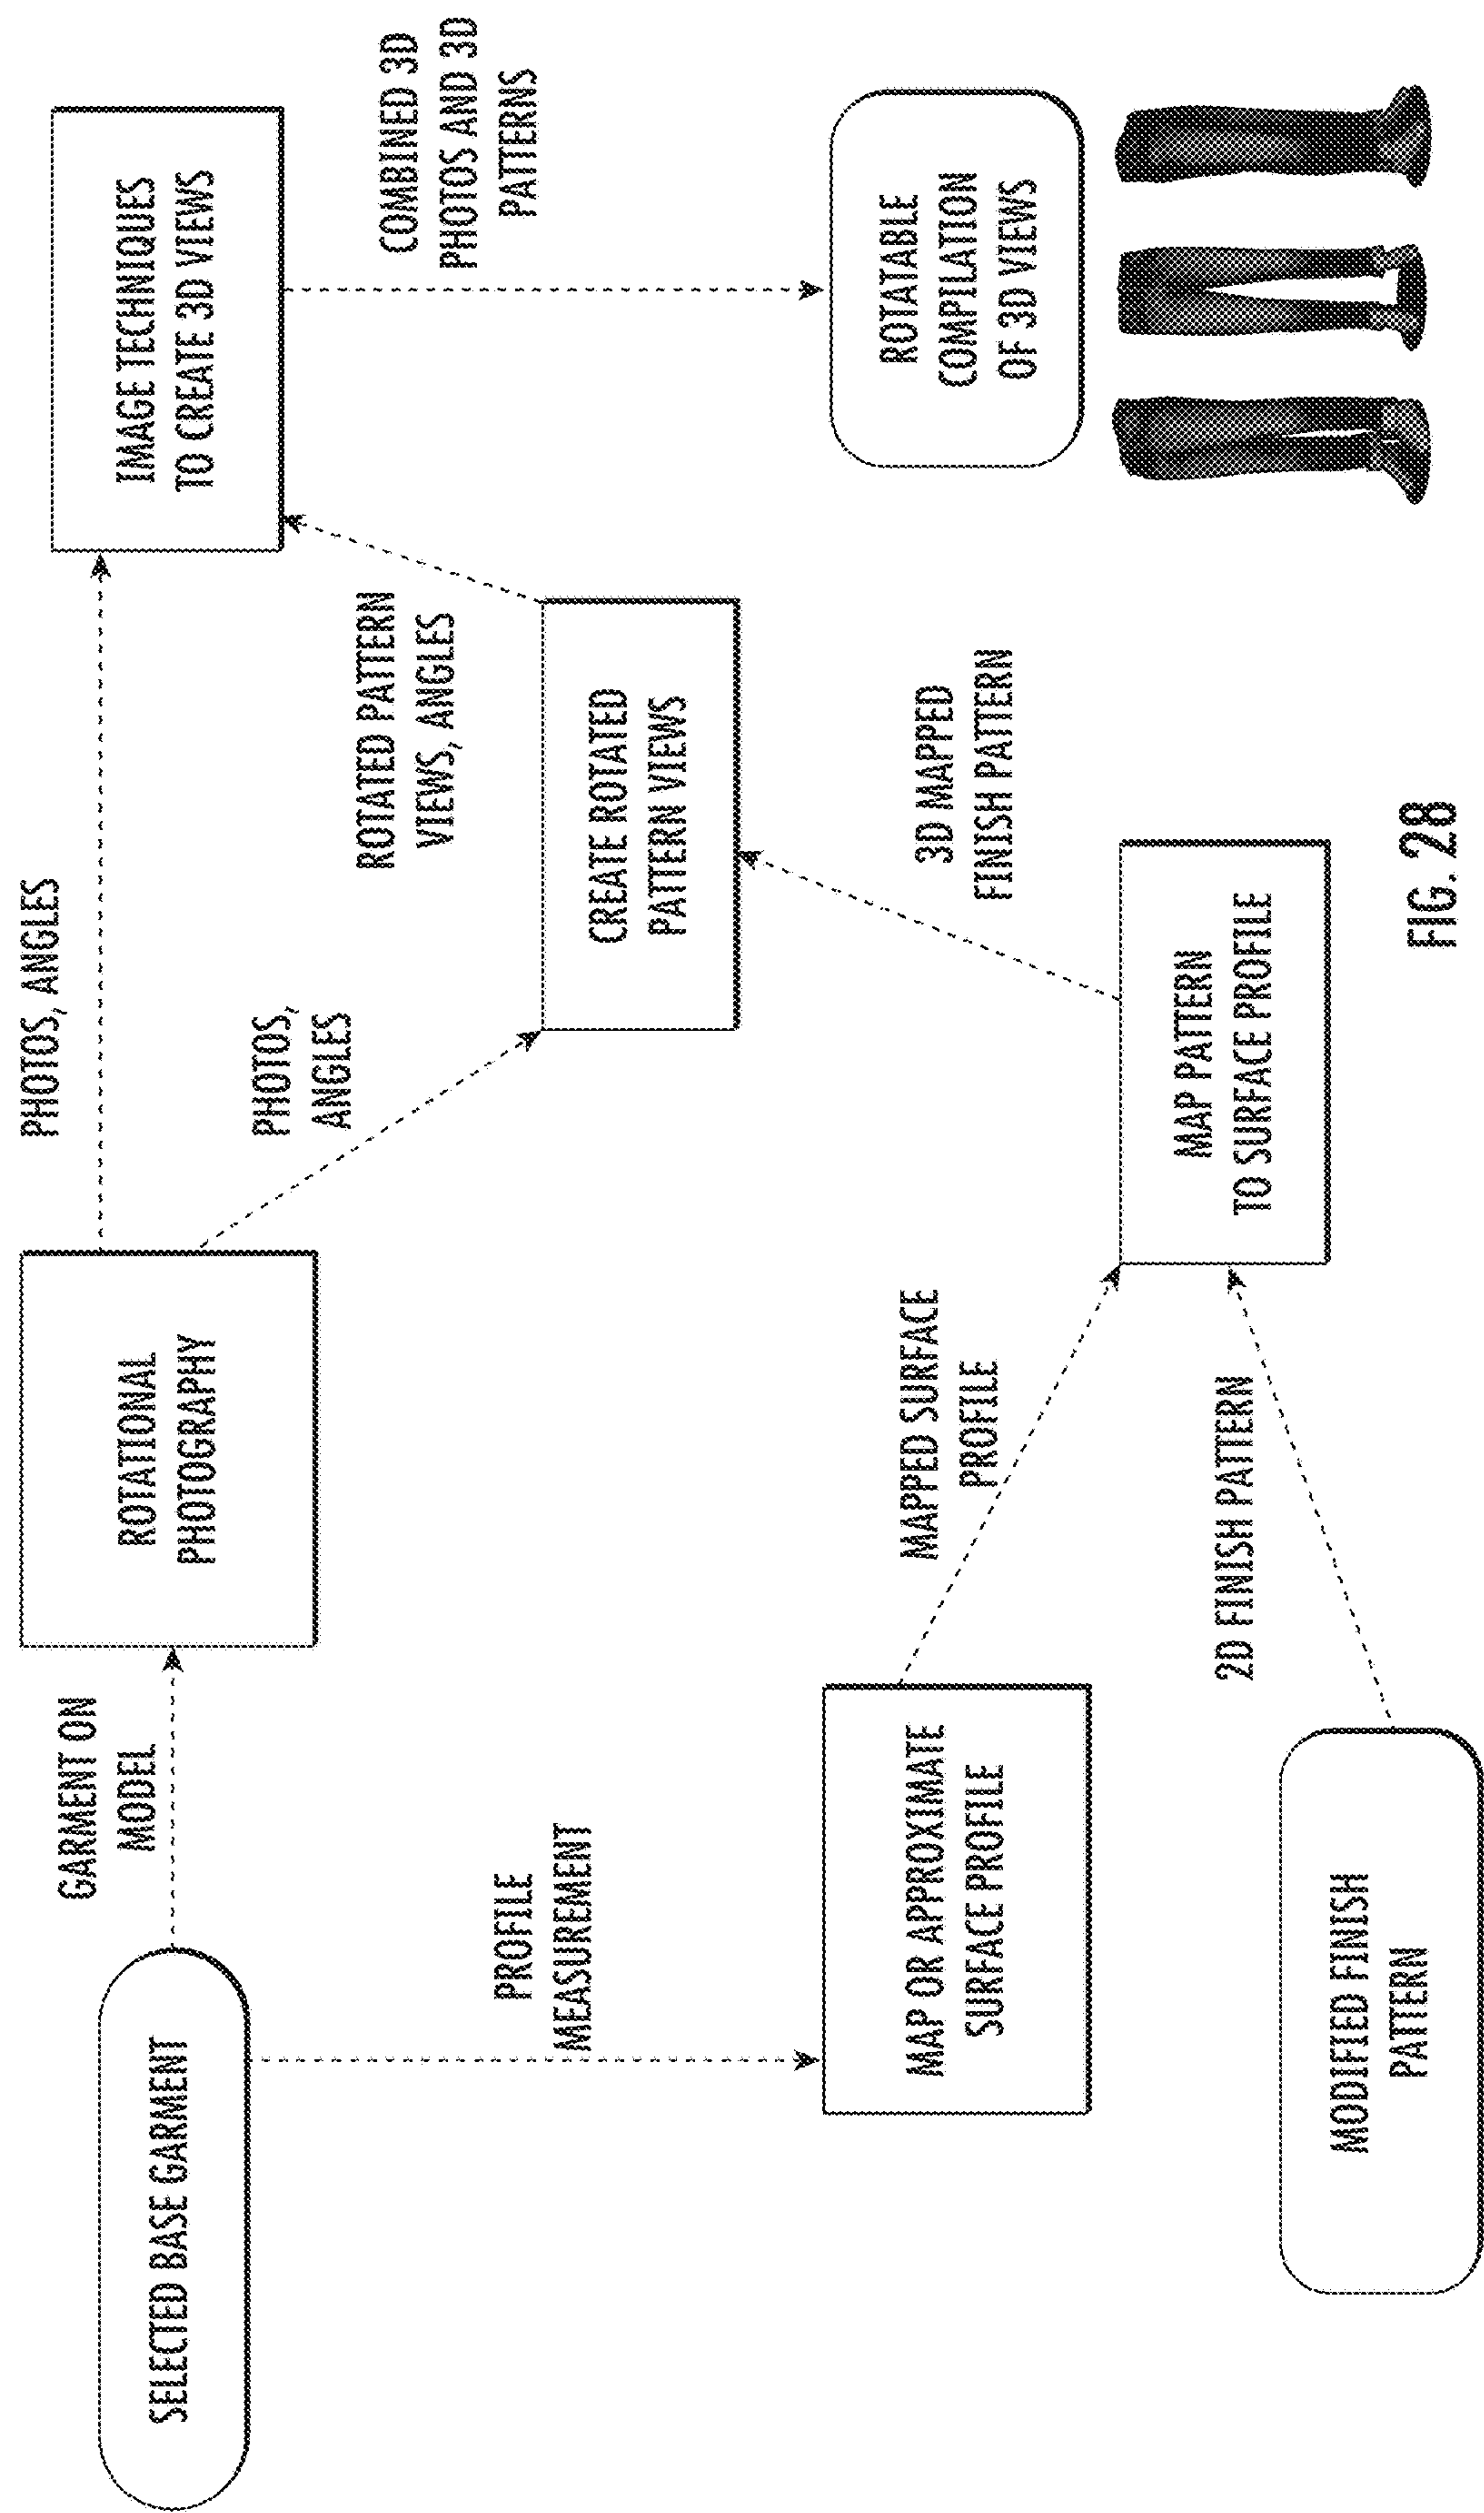 SELECTED BASE GARMENT
GARMENT ON
MODEL
ROTATIONAL
PHOTOGRAPHY
PHOTOS, ANGLES
PHOTOS,
ANGLES
IMAGE TECHNIQUES
TO CREATE 3D VIEWS
PROFILE
MEASUREMENT
ROTATED PATTERN
VIEWS, ANGLES
COMBINED 3D
PHOTOS AND 3D
PATTERNS
CREATE ROTATED
PATTERN VIEWS
MAP OR APPROXIMATE
SURFACE PROFILE
MAPPED SURFACE
PROFILE
3D MAPPED
FINISH PATTERN
ROTATABLE
COMPILATION
OF 3D VIEWS
MAP PATTERN
TO SURFACE PROFILE
2D FINISH PATTERN
MODIFIED FINISH
PATTERN
FIG. 28